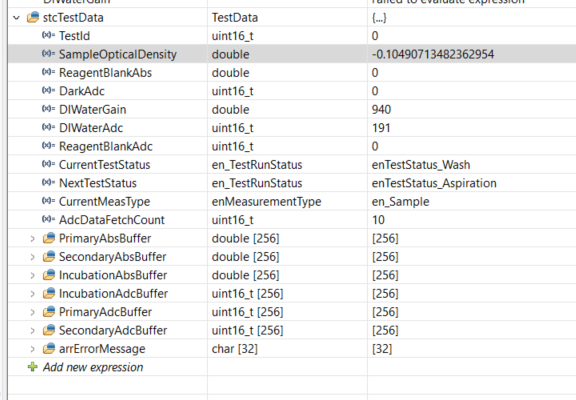 DIWaterGain failed to evaluate expression
stcTestData TestData {...}
TestId uint16_t 0
SampleOpticalDensity double -0.10490713482362954
ReagentBlankAbs double 0
DarkAdc uint16_t 0
DIWaterGain double 940
DIWaterAdc uint16_t 191
ReagentBlankAdc uint16_t 0
CurrentTestStatus en_TestRunStatus enTestStatus_Wash
NextTestStatus en_TestRunStatus enTestStatus_Aspiration
CurrentMeasType enMeasurementType en_Sample
AdcDataFetchCount uint16_t 10
PrimaryAbsBuffer double [256] [256]
SecondaryAbsBuffer double [256] [256]
IncubationAbsBuffer double [256] [256]
IncubationAdcBuffer uint16_t [256] [256]
PrimaryAdcBuffer uint16_t [256] [256]
SecondaryAdcBuffer uint16_t [256] [256]
arrErrorMessage char [32] [32]
Add new expression